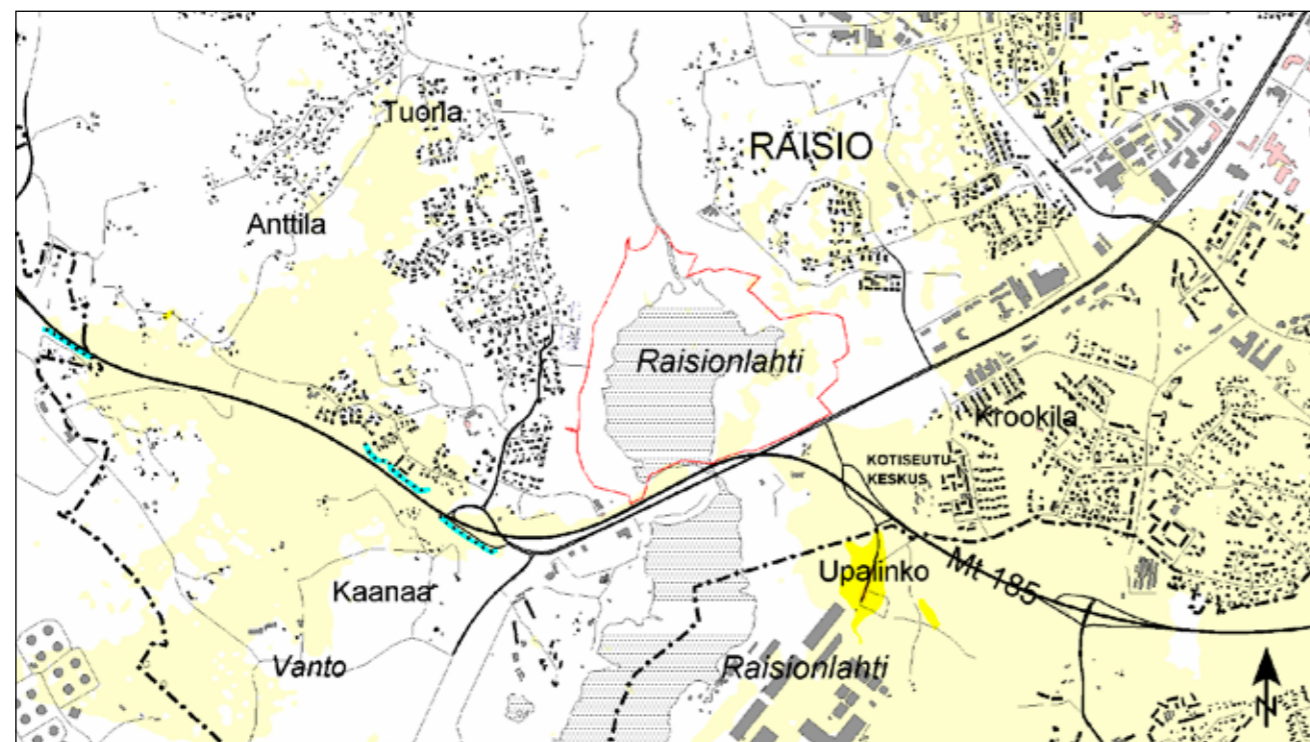 Tuorla
RAISIO
Anttila
Raisionlahti
Krookila
KOTISEUTU-
KESKUS
Upalinko
Mt 185
Kaanaa
Vanto
Raisionlahti
N